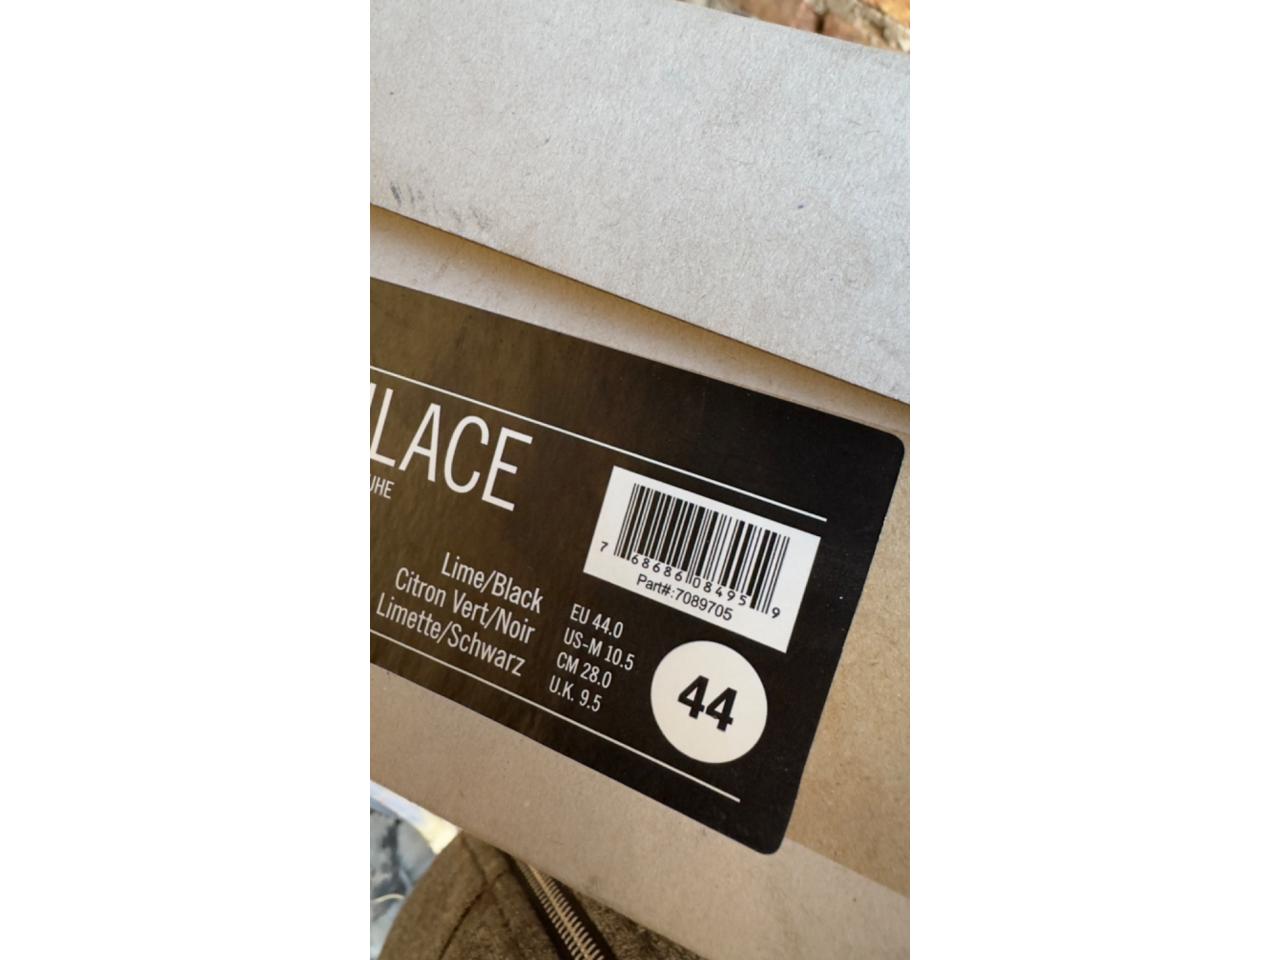 LACE
UHE
Lime/Black
Citron Vert/Noir
Limette/Schwarz
7 68686 08495 9
Part#:7089705
EU 44.0
US-M 10.5
CM 28.0
U.K. 9.5
44